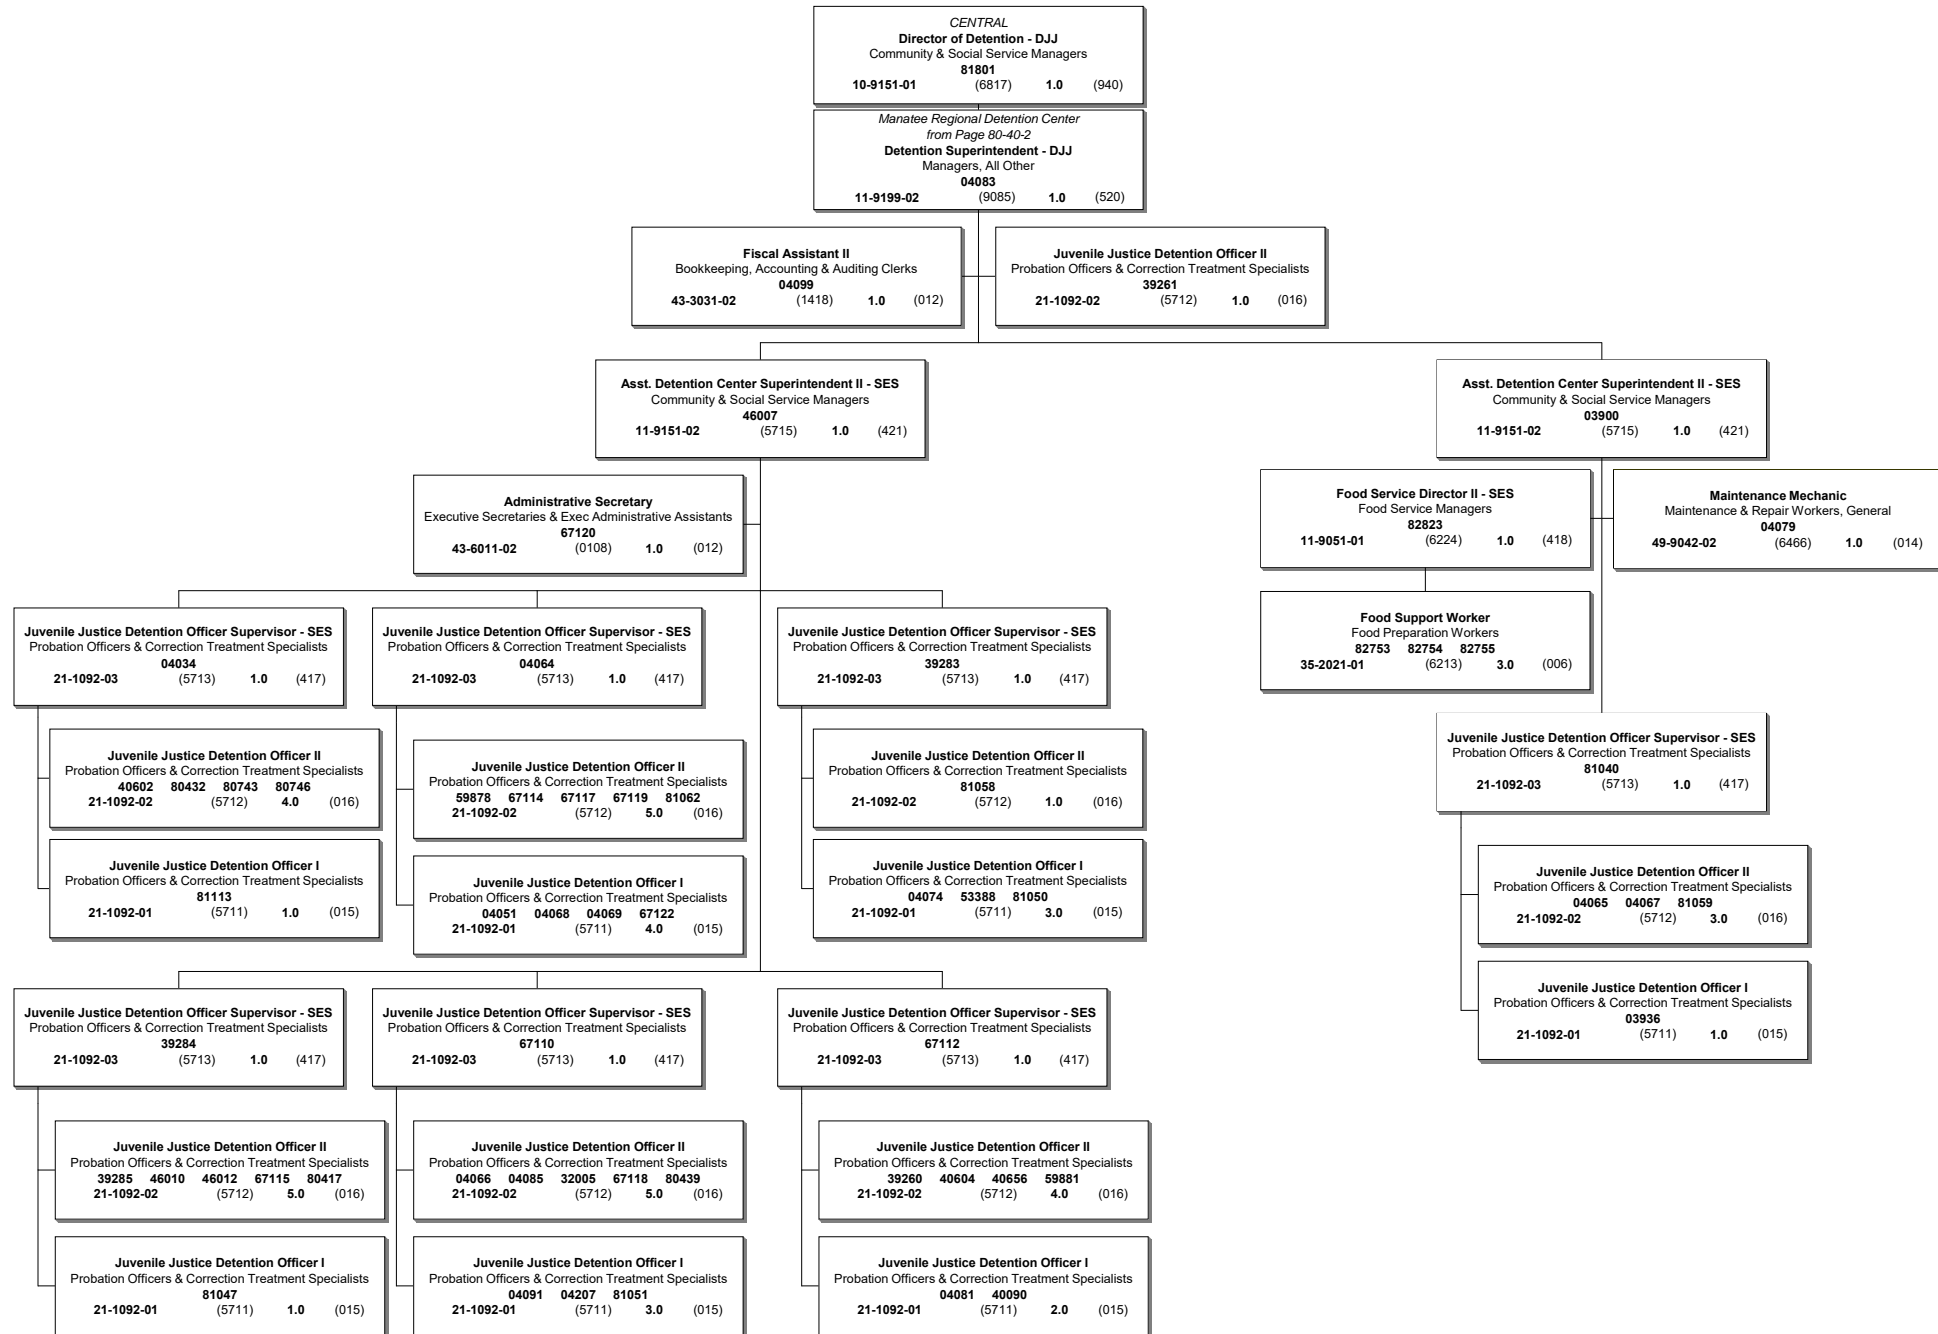 CENTRAL
Director of Detention - DJJ
Community & Social Service Managers
81801
10-9151-01 (6817) 1.0 (940)
Manatee Regional Detention Center
from Page 80-40-2
Detention Superintendent - DJJ
Managers, All Other
04083
11-9199-02 (9085) 1.0 (520)
Fiscal Assistant II
Bookkeeping, Accounting & Auditing Clerks
04099
43-3031-02 (1418) 1.0 (012)
Juvenile Justice Detention Officer II
Probation Officers & Correction Treatment Specialists
39261
21-1092-02 (5712) 1.0 (016)
Asst. Detention Center Superintendent II - SES
Community & Social Service Managers
46007
11-9151-02 (5715) 1.0 (421)
Asst. Detention Center Superintendent II - SES
Community & Social Service Managers
03900
11-9151-02 (5715) 1.0 (421)
Administrative Secretary
Executive Secretaries & Exec Administrative Assistants
67120
43-6011-02 (0108) 1.0 (012)
Food Service Director II - SES
Food Service Managers
82823
11-9051-01 (6224) 1.0 (418)
Maintenance Mechanic
Maintenance & Repair Workers, General
04079
49-9042-02 (6466) 1.0 (014)
Food Support Worker
Food Preparation Workers
82753 82754 82755
35-2021-01 (6213) 3.0 (006)
Juvenile Justice Detention Officer Supervisor - SES
Probation Officers & Correction Treatment Specialists
04034
21-1092-03 (5713) 1.0 (417)
Juvenile Justice Detention Officer Supervisor - SES
Probation Officers & Correction Treatment Specialists
04064
21-1092-03 (5713) 1.0 (417)
Juvenile Justice Detention Officer Supervisor - SES
Probation Officers & Correction Treatment Specialists
39283
21-1092-03 (5713) 1.0 (417)
Juvenile Justice Detention Officer Supervisor - SES
Probation Officers & Correction Treatment Specialists
81040
21-1092-03 (5713) 1.0 (417)
Juvenile Justice Detention Officer II
Probation Officers & Correction Treatment Specialists
40602 80432 80743 80746
21-1092-02 (5712) 4.0 (016)
Juvenile Justice Detention Officer II
Probation Officers & Correction Treatment Specialists
59878 67114 67117 67119 81062
21-1092-02 (5712) 5.0 (016)
Juvenile Justice Detention Officer II
Probation Officers & Correction Treatment Specialists
81058
21-1092-02 (5712) 1.0 (016)
Juvenile Justice Detention Officer I
Probation Officers & Correction Treatment Specialists
81113
21-1092-01 (5711) 1.0 (015)
Juvenile Justice Detention Officer I
Probation Officers & Correction Treatment Specialists
04051 04068 04069 67122
21-1092-01 (5711) 4.0 (015)
Juvenile Justice Detention Officer I
Probation Officers & Correction Treatment Specialists
04074 53388 81050
21-1092-01 (5711) 3.0 (015)
Juvenile Justice Detention Officer II
Probation Officers & Correction Treatment Specialists
04065 04067 81059
21-1092-02 (5712) 3.0 (016)
Juvenile Justice Detention Officer I
Probation Officers & Correction Treatment Specialists
03936
21-1092-01 (5711) 1.0 (015)
Juvenile Justice Detention Officer Supervisor - SES
Probation Officers & Correction Treatment Specialists
39284
21-1092-03 (5713) 1.0 (417)
Juvenile Justice Detention Officer Supervisor - SES
Probation Officers & Correction Treatment Specialists
67110
21-1092-03 (5713) 1.0 (417)
Juvenile Justice Detention Officer Supervisor - SES
Probation Officers & Correction Treatment Specialists
67112
21-1092-03 (5713) 1.0 (417)
Juvenile Justice Detention Officer II
Probation Officers & Correction Treatment Specialists
39285 46010 46012 67115 80417
21-1092-02 (5712) 5.0 (016)
Juvenile Justice Detention Officer II
Probation Officers & Correction Treatment Specialists
04066 04085 32005 67118 80439
21-1092-02 (5712) 5.0 (016)
Juvenile Justice Detention Officer II
Probation Officers & Correction Treatment Specialists
39260 40604 40656 59881
21-1092-02 (5712) 4.0 (016)
Juvenile Justice Detention Officer I
Probation Officers & Correction Treatment Specialists
81047
21-1092-01 (5711) 1.0 (015)
Juvenile Justice Detention Officer I
Probation Officers & Correction Treatment Specialists
04091 04207 81051
21-1092-01 (5711) 3.0 (015)
Juvenile Justice Detention Officer I
Probation Officers & Correction Treatment Specialists
04081 40090
21-1092-01 (5711) 2.0 (015)